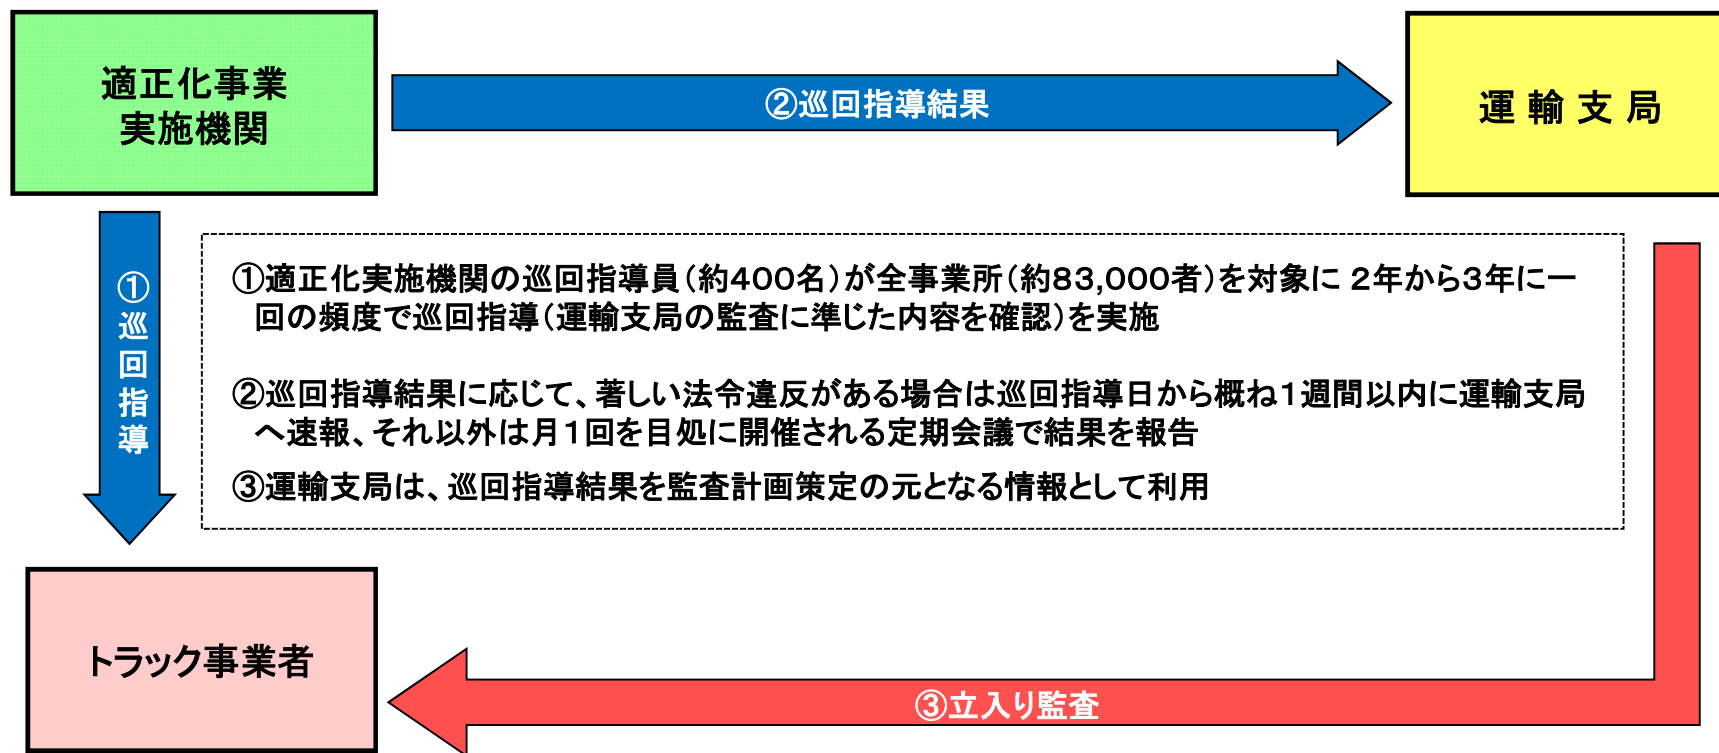 適正化事業
実施機関
②巡回指導結果
運 輸 支 局
①巡回指導
①適正化実施機関の巡回指導員（約400名）が全事業所（約83,000者）を対象に 2年から3年に一
回の頻度で巡回指導（運輸支局の監査に準じた内容を確認）を実施
②巡回指導結果に応じて、著しい法令違反がある場合は巡回指導日から概ね1週間以内に運輸支局
へ速報、それ以外は月1回を目処に開催される定期会議で結果を報告
③運輸支局は、巡回指導結果を監査計画策定の元となる情報として利用
トラック事業者
③立入り監査